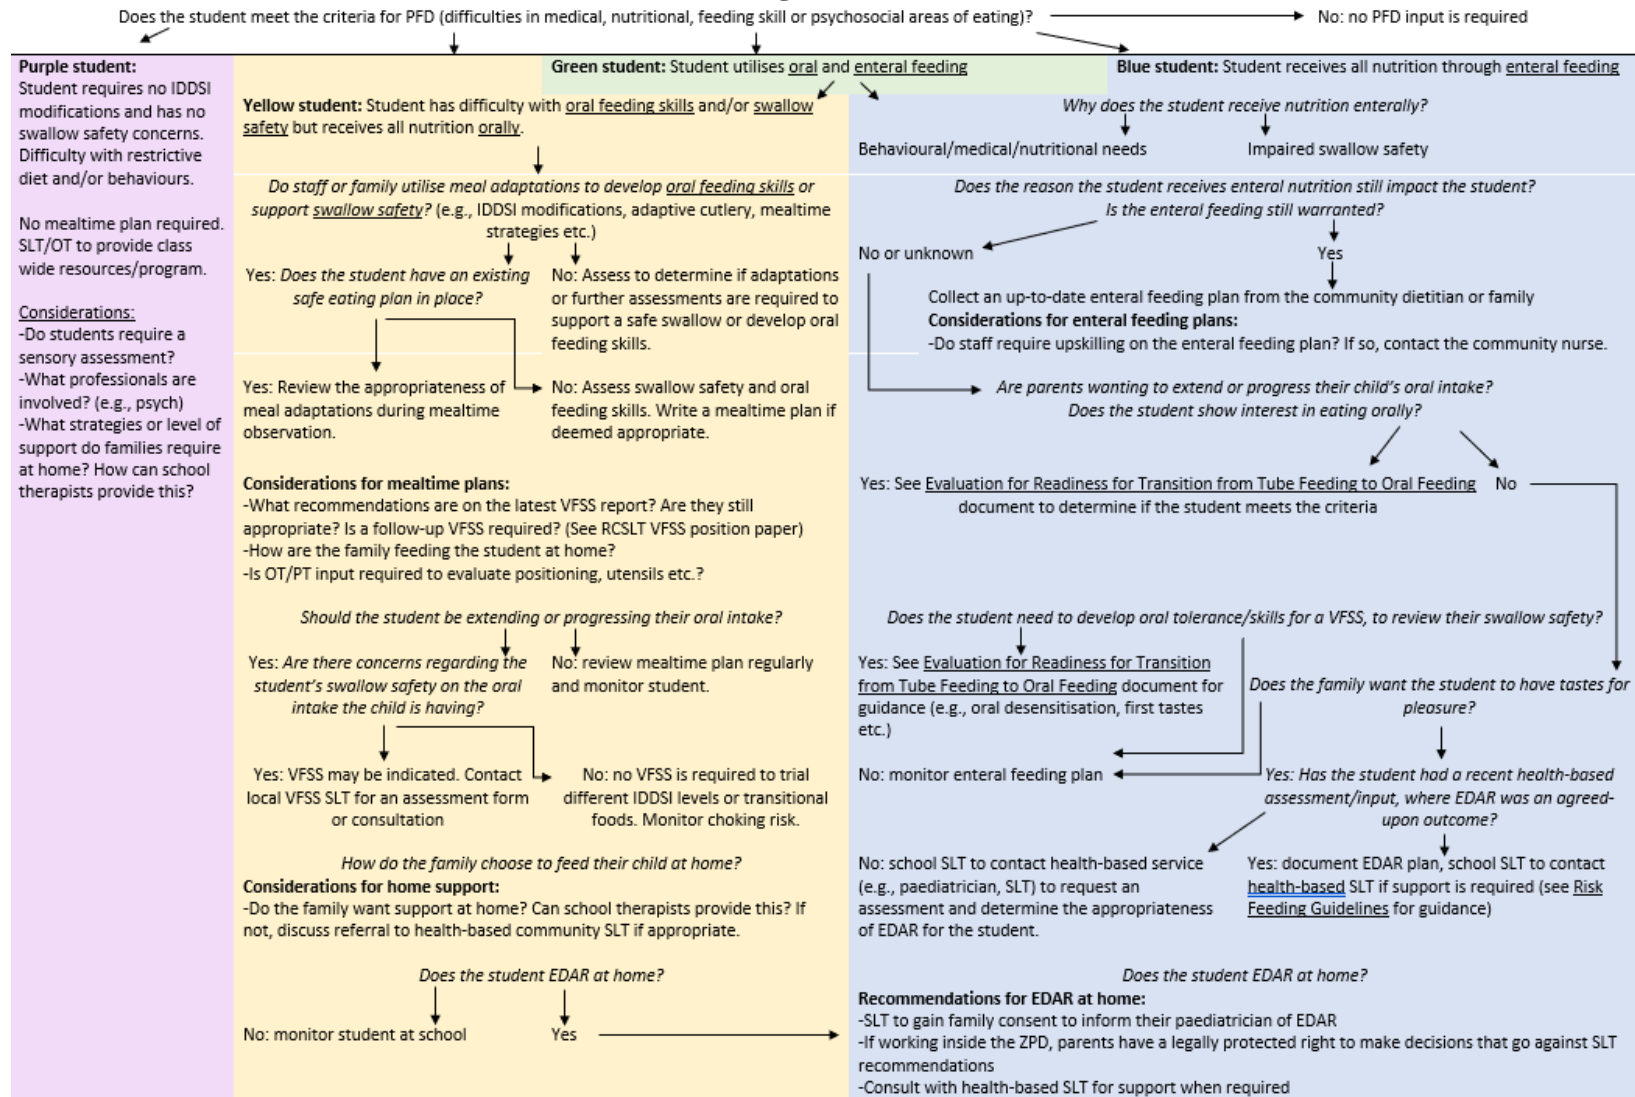 Does the student meet the criteria for PFD (difficulties in medical, nutritional, feeding skill or psychosocial areas of eating)?
No: no PFD input is required
Purple student:
Student requires no IDDSI
modifications and has no
swallow safety concerns.
Difficulty with restrictive
diet and/or behaviours.
No mealtime plan required.
SLT/OT to provide class
wide resources/program.
Considerations:
-Do students require a
sensory assessment?
-What professionals are
involved? (e.g., psych)
-What strategies or level of
support do families require
at home? How can school
therapists provide this?
Green student: Student utilises oral and enteral feeding
Yellow student: Student has difficulty with oral feeding skills and/or swallow
safety but receives all nutrition orally.
Do staff or family utilise meal adaptations to develop oral feeding skills or
support swallow safety? (e.g., IDDSI modifications, adaptive cutlery, mealtime
strategies etc.)
Yes: Does the student have an existing
safe eating plan in place?
No: Assess to determine if adaptations
or further assessments are required to
support a safe swallow or develop oral
feeding skills.
Yes: Review the appropriateness of
meal adaptations during mealtime
observation.
No: Assess swallow safety and oral
feeding skills. Write a mealtime plan if
deemed appropriate.
Considerations for mealtime plans:
-What recommendations are on the latest VFSS report? Are they still
appropriate? Is a follow-up VFSS required? (See RCSLT VFSS position paper)
-How are the family feeding the student at home?
-Is OT/PT input required to evaluate positioning, utensils etc.?
Should the student be extending or progressing their oral intake?
Yes: Are there concerns regarding the
student's swallow safety on the oral
intake the child is having?
No: review mealtime plan regularly
and monitor student.
Yes: VFSS may be indicated. Contact
local VFSS SLT for an assessment form
or consultation
No: no VFSS is required to trial
different IDDSI levels or transitional
foods. Monitor choking risk.
How do the family choose to feed their child at home?
Considerations for home support:
-Do the family want support at home? Can school therapists provide this? If
not, discuss referral to health-based community SLT if appropriate.
Does the student EDAR at home?
No: monitor student at school
Yes
Blue student: Student receives all nutrition through enteral feeding
Why does the student receive nutrition enterally?
Behavioural/medical/nutritional needs
Impaired swallow safety
Does the reason the student receives enteral nutrition still impact the student?
Is the enteral feeding still warranted?
No or unknown
Yes
Collect an up-to-date enteral feeding plan from the community dietitian or family
Considerations for enteral feeding plans:
-Do staff require upskilling on the enteral feeding plan? If so, contact the community nurse.
Are parents wanting to extend or progress their child's oral intake?
Does the student show interest in eating orally?
Yes: See Evaluation for Readiness for Transition from Tube Feeding to Oral Feeding
document to determine if the student meets the criteria
No
Does the student need to develop oral tolerance/skills for a VFSS, to review their swallow safety?
Yes: See Evaluation for Readiness for Transition
from Tube Feeding to Oral Feeding document for
guidance (e.g., oral desensitisation, first tastes
etc.)
Does the family want the student to have tastes for
pleasure?
No: monitor enteral feeding plan
Yes: Has the student had a recent health-based
assessment/input, where EDAR was an agreed-
upon outcome?
No: school SLT to contact health-based service
(e.g., paediatrician, SLT) to request an
assessment and determine the appropriateness
of EDAR for the student.
Yes: document EDAR plan, school SLT to contact
health-based SLT if support is required (see Risk
Feeding Guidelines for guidance)
Does the student EDAR at home?
Recommendations for EDAR at home:
-SLT to gain family consent to inform their paediatrician of EDAR
-If working inside the ZPD, parents have a legally protected right to make decisions that go against SLT
recommendations
-Consult with health-based SLT for support when required